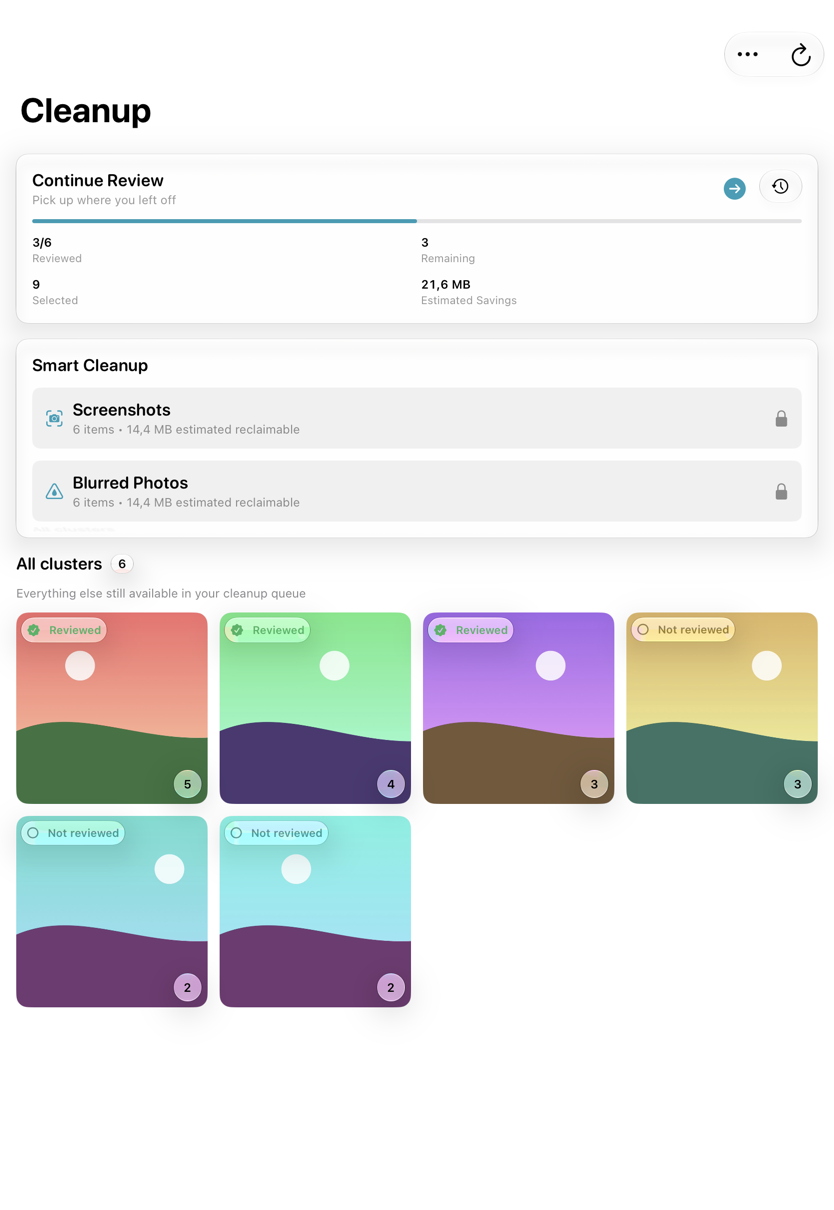 Cleanup
Continue Review
Pick up where you left off
3/6
Reviewed
3
Remaining
9
Selected
21,6 MB
Estimated Savings
Smart Cleanup
Screenshots
6 items • 14,4 MB estimated reclaimable
Blurred Photos
6 items • 14,4 MB estimated reclaimable
All clusters 6
Everything else still available in your cleanup queue
Reviewed
Reviewed
Reviewed
Not reviewed
5
4
3
3
Not reviewed
Not reviewed
2
2